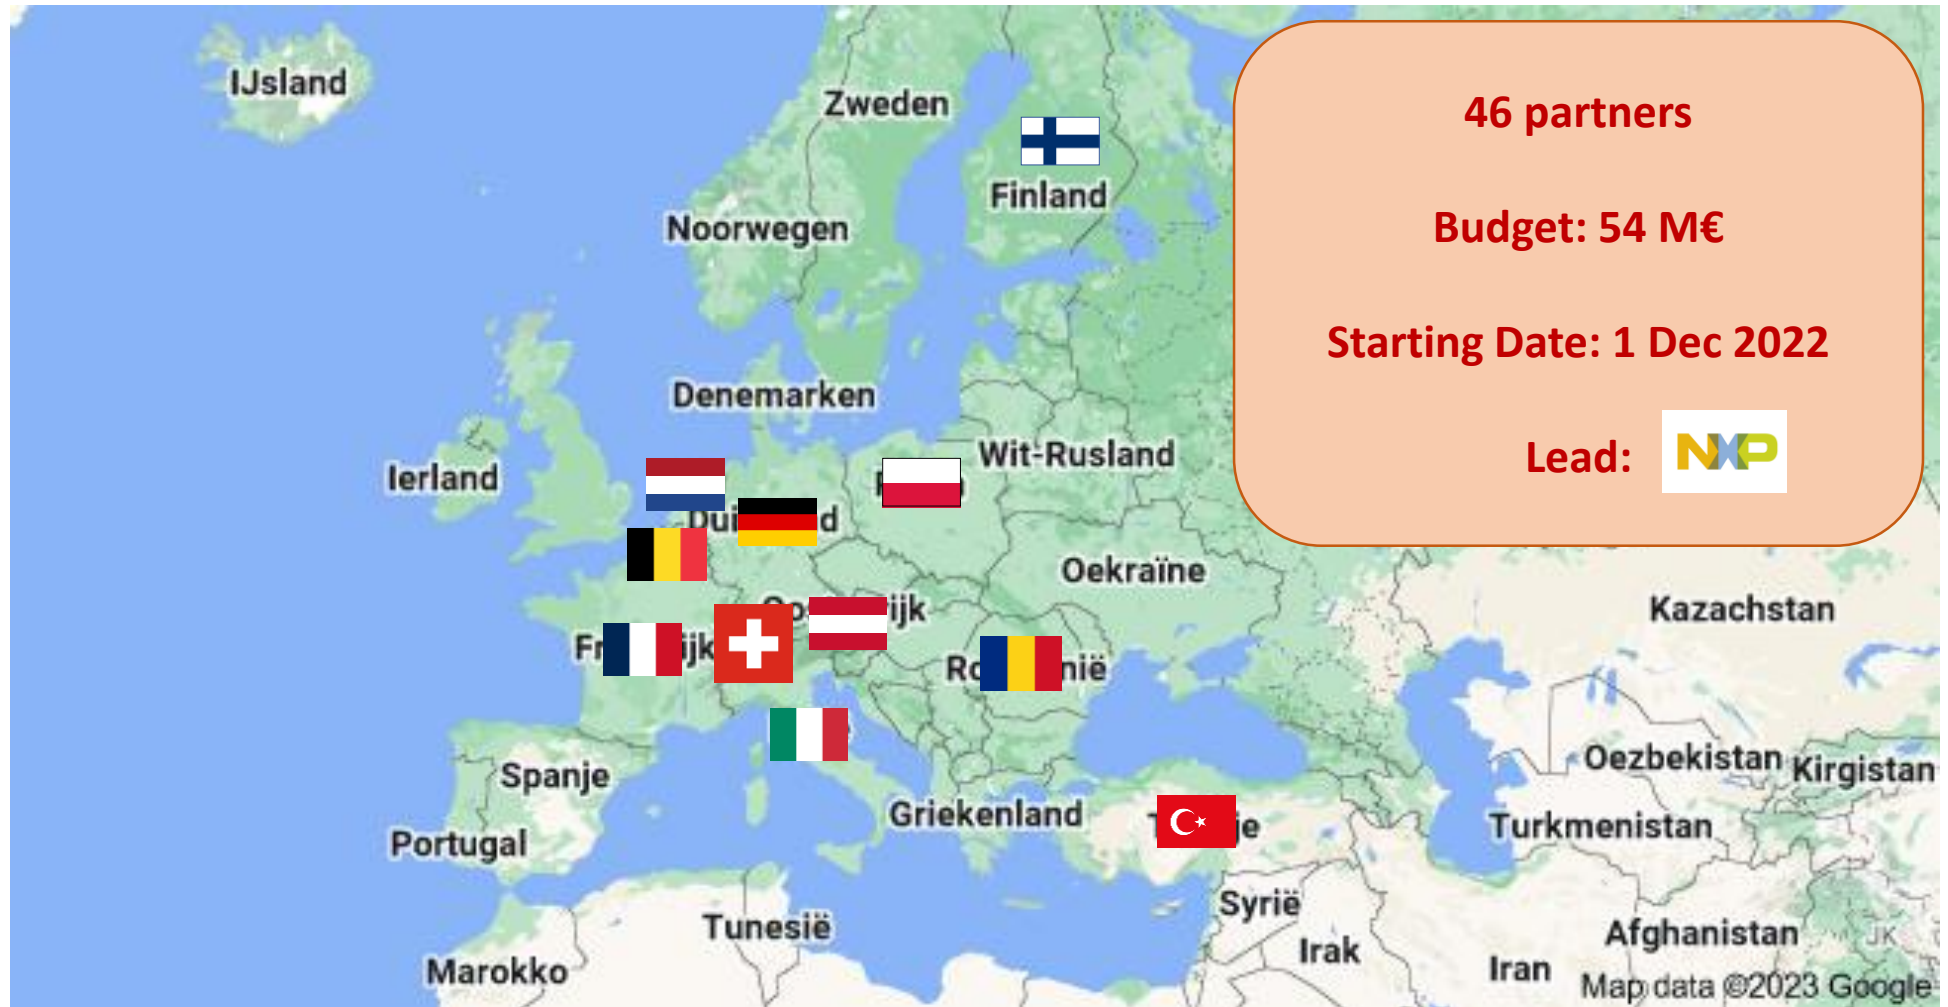 IJsland
Zweden
Finland
Noorwegen
Denemarken
Ierland
Wit-Rusland
Oekraïne
Kazachstan
Spanje
Portugal
Griekenland
Oezbekistan
Kirgistan
Turkmenistan
Syrië
Tunesië
Irak
Afghanistan
Marokko
Iran
JK
Map data @2023 Google
46 partners
Budget: 54 M€
Starting Date: 1 Dec 2022
Lead: NXP